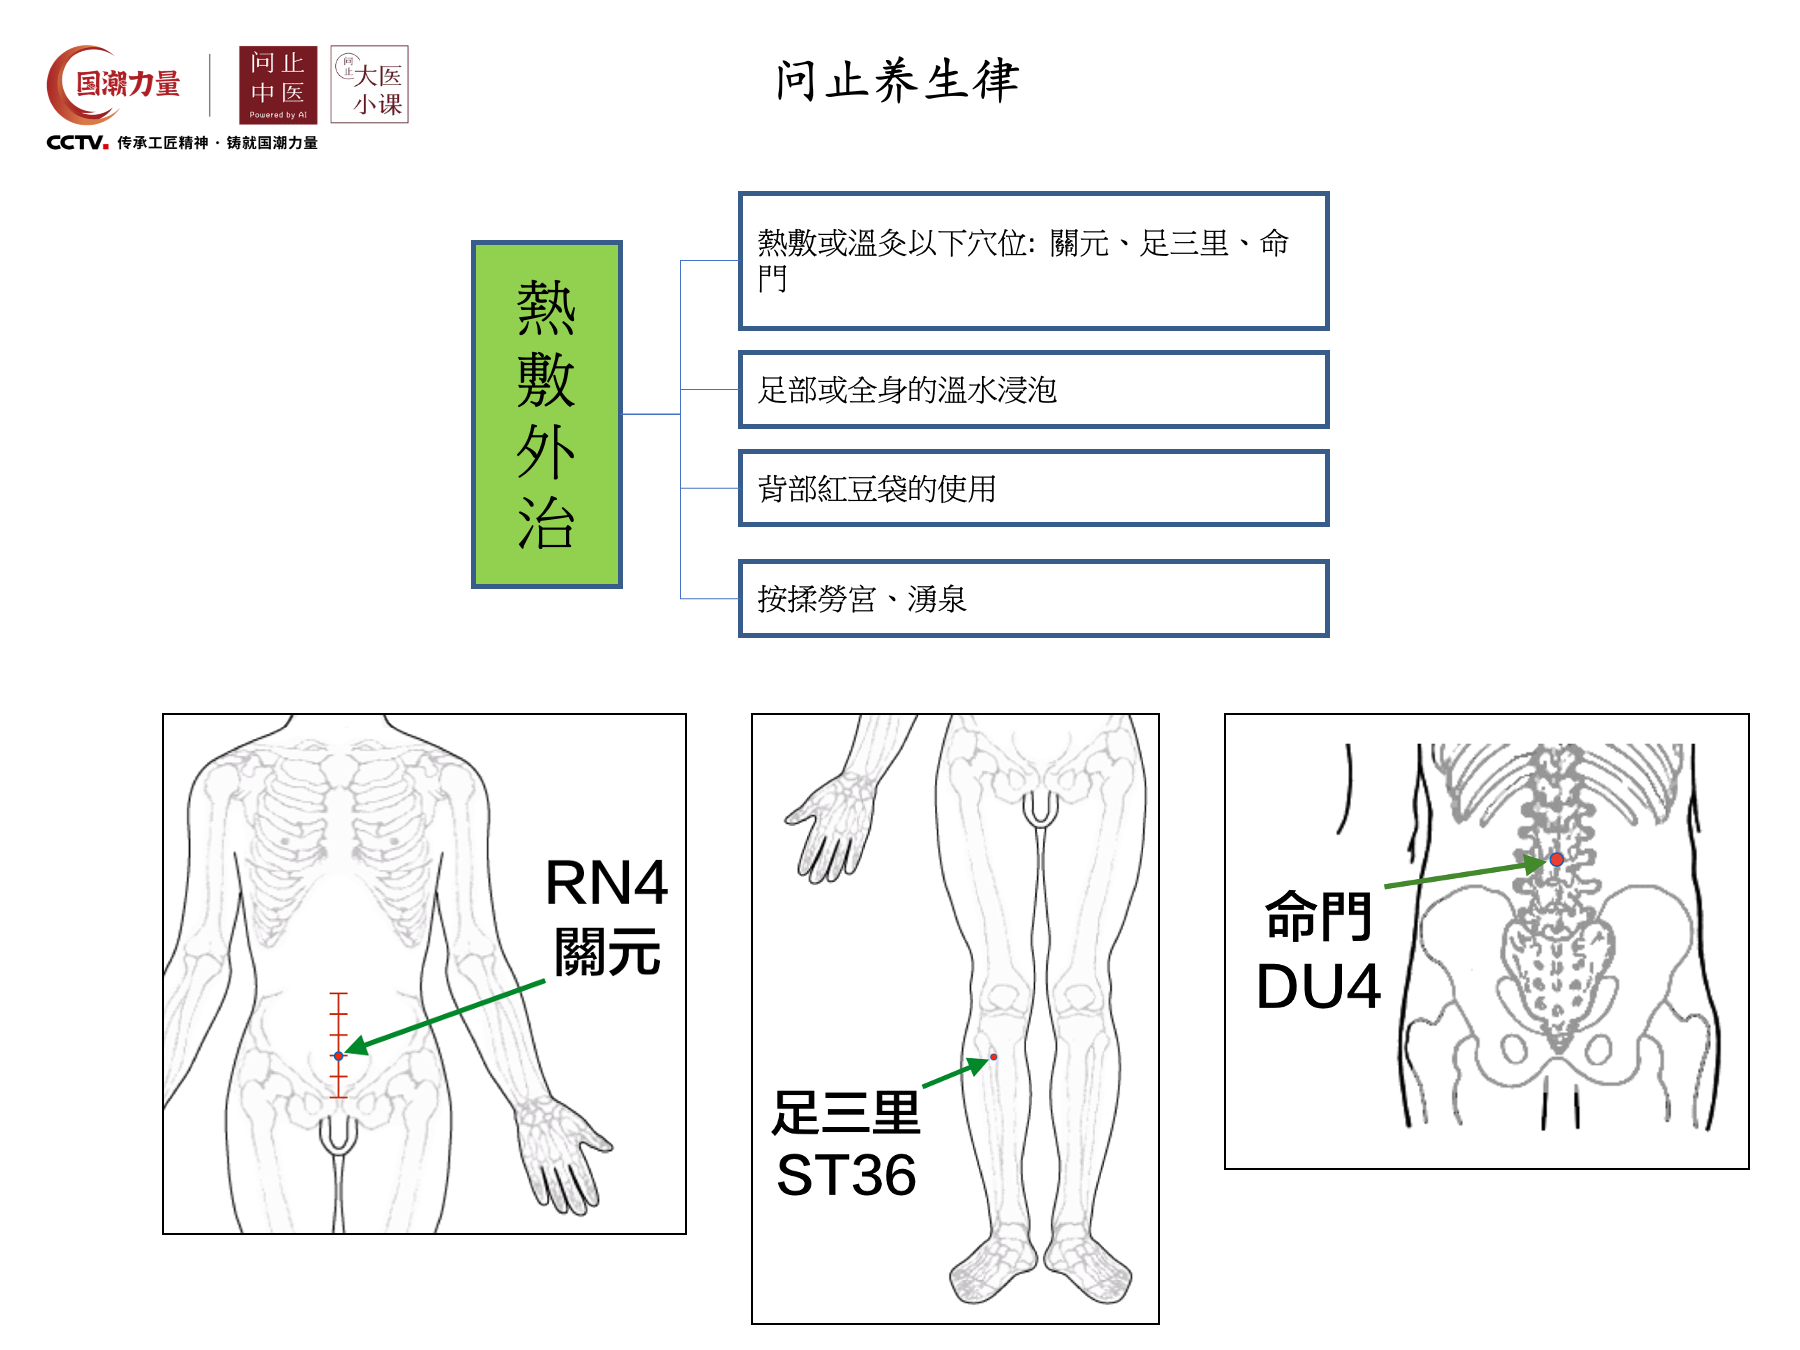 国潮力量
问止
中医
Powered by AI
问止
大医
小课
CCTV. 传承工匠精神·铸就国潮力量
问止养生律
熱敷外治
熱敷或溫灸以下穴位: 關元、足三里、命
門
足部或全身的溫水浸泡
背部紅豆袋的使用
按揉勞宮、湧泉
RN4
關元
足三里
ST36
命門
DU4